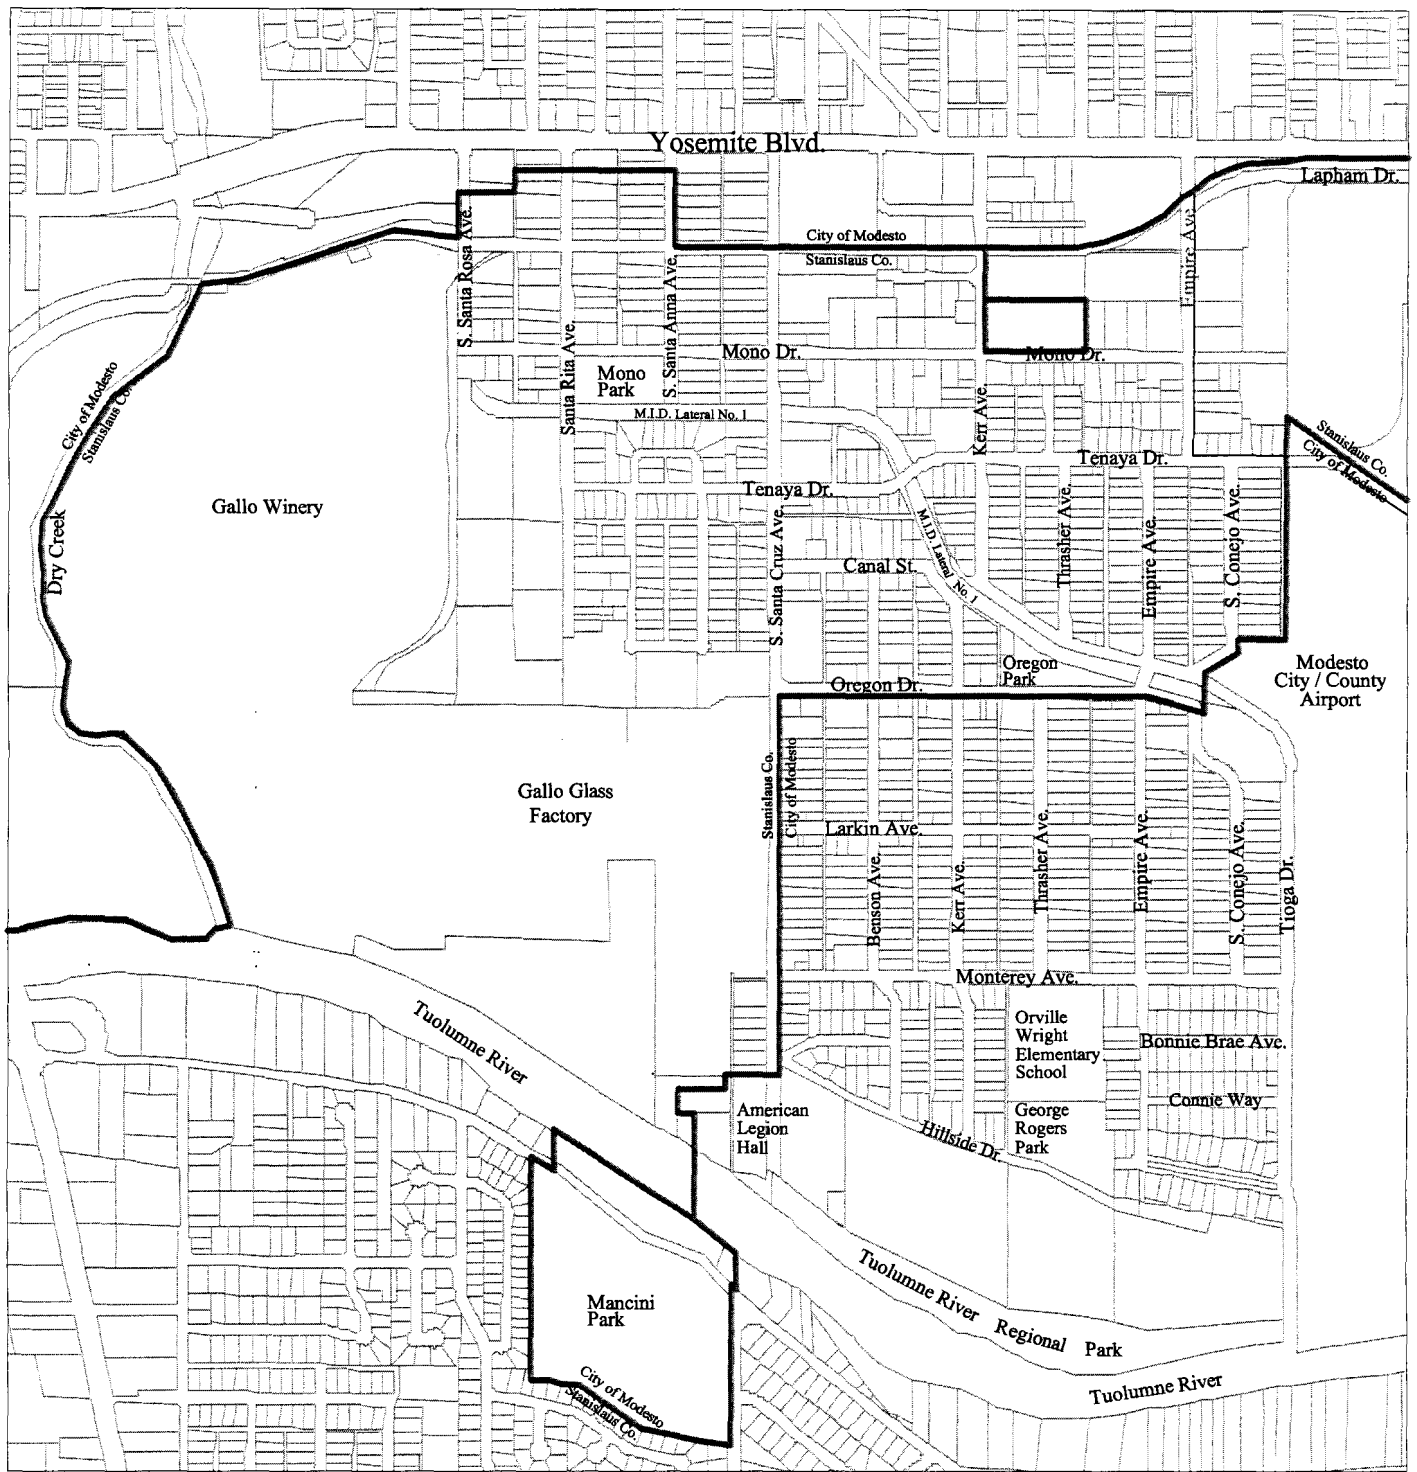 Yosemite Blvd.
Lapham Dr.
S. Santa Rosa Ave.
City of Modesto
Stanislaus Co.
Empire Ave.
S. Santa Anna Ave.
Santa Rita Ave.
Mono Dr.
Mono Dr.
Mono
Park
City of Modesto
Stanislaus Co.
M.I.D. Lateral No. 1
Kerr Ave.
Stanislaus Co.
City of Modesto
Tenaya Dr.
Tenaya Dr.
Gallo Winery
Dry Creek
S. Santa Cruz Ave.
M.I.D. Lateral No. 1
Thrasher Ave.
Empire Ave.
S. Conejo Ave.
Canal St.
Oregon
Park
Oregon Dr.
Modesto
City / County
Airport
Stanislaus Co.
City of Modesto
Gallo Glass
Factory
Larkin Ave.
Benson Ave.
Kerr Ave.
Thrasher Ave.
Empire Ave.
S. Conejo Ave.
Tioga Dr.
Monterey Ave.
Tuolumne River
Orville
Wright
Elementary
School
Bonnie Brae Ave.
Connie Way
American
Legion
Hall
George
Rogers
Park
Hillside Dr.
Mancini
Park
Tuolumne River Regional Park
Tuolumne River
City of Modesto
Stanislaus Co.